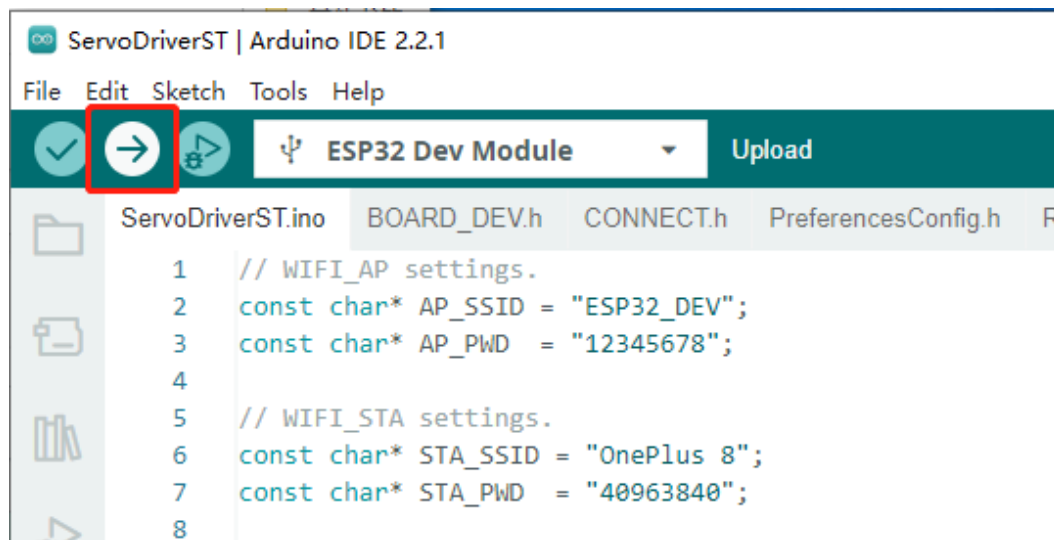 ServoDriverST | Arduino IDE 2.2.1
File Edit Sketch Tools Help
ESP32 Dev Module Upload
ServoDriverST.ino BOARD_DEV.h CONNECT.h PreferencesConfig.h
1 // WIFI_AP settings.
2 const char* AP_SSID = "ESP32_DEV";
3 const char* AP_PWD  = "12345678";
4
5 // WIFI_STA settings.
6 const char* STA_SSID = "OnePlus 8";
7 const char* STA_PWD  = "40963840";
8